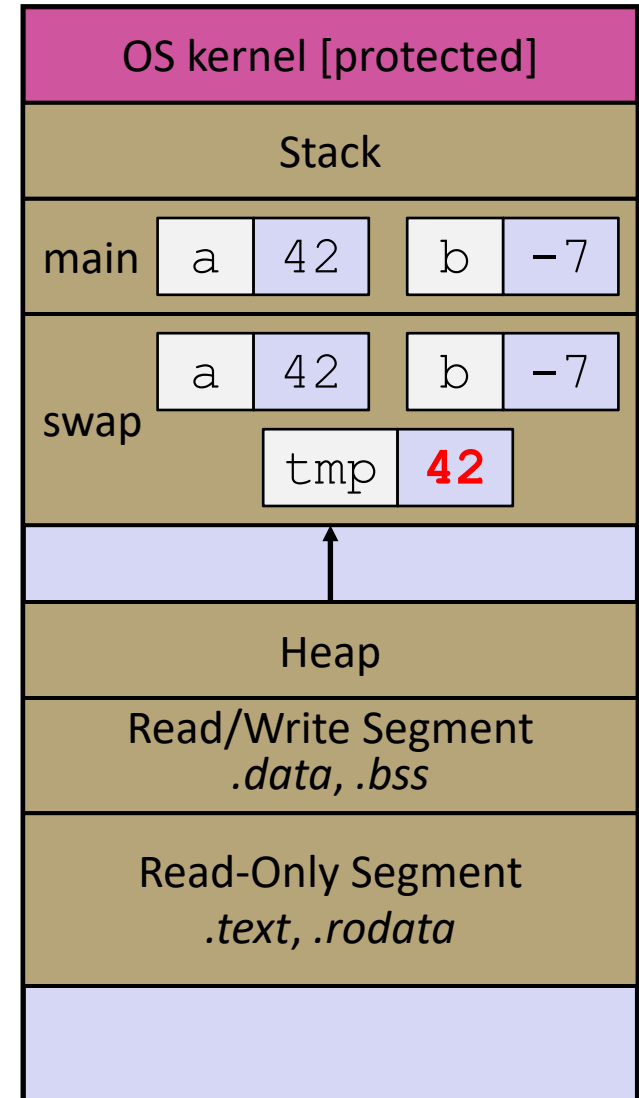 OS kernel [protected]
Stack
main a 42 b -7
a 42 b -7
swap
tmp 42
Heap
Read/Write Segment
.data, .bss
Read-Only Segment
.text, .rodata